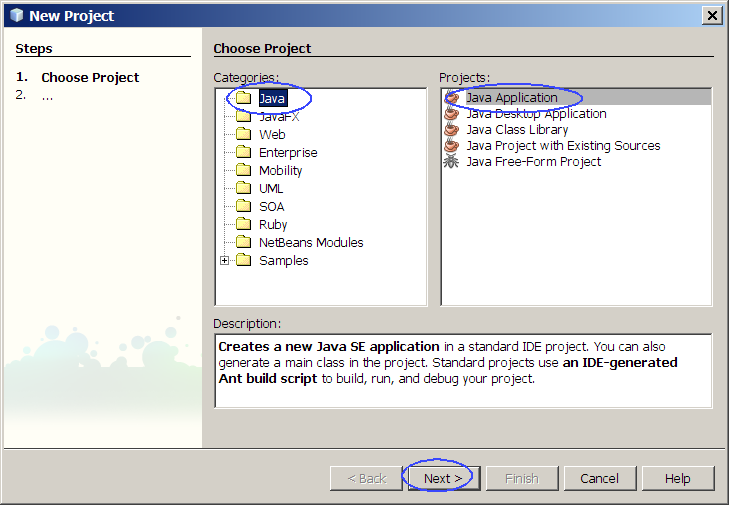 New Project
Steps
1. Choose Project
2. ...
Choose Project
Categories:
Java
JavaFX
Web
Enterprise
Mobility
UML
SOA
Ruby
NetBeans Modules
Samples
Projects:
Java Application
Java Desktop Application
Java Class Library
Java Project with Existing Sources
Java Free-Form Project
Description:
Creates a new Java SE application in a standard IDE project. You can also
generate a main class in the project. Standard projects use an IDE-generated
Ant build script to build, run, and debug your project.
< Back
Next >
Finish
Cancel
Help